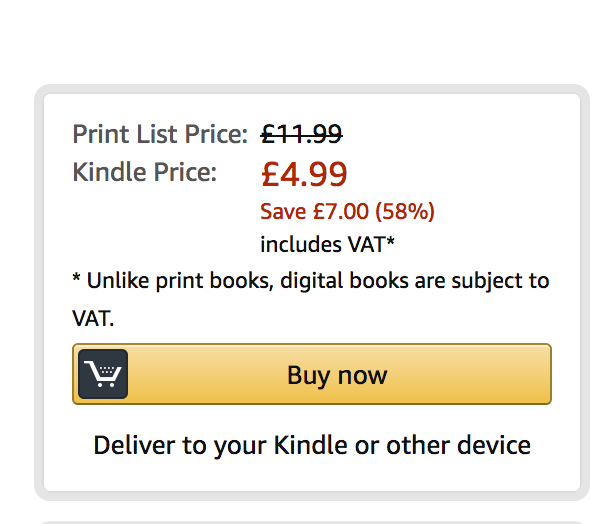 Print List Price: £11.99
Kindle Price: £4.99
Save £7.00 (58%)
includes VAT*
* Unlike print books, digital books are subject to
VAT.
Buy now
Deliver to your Kindle or other device